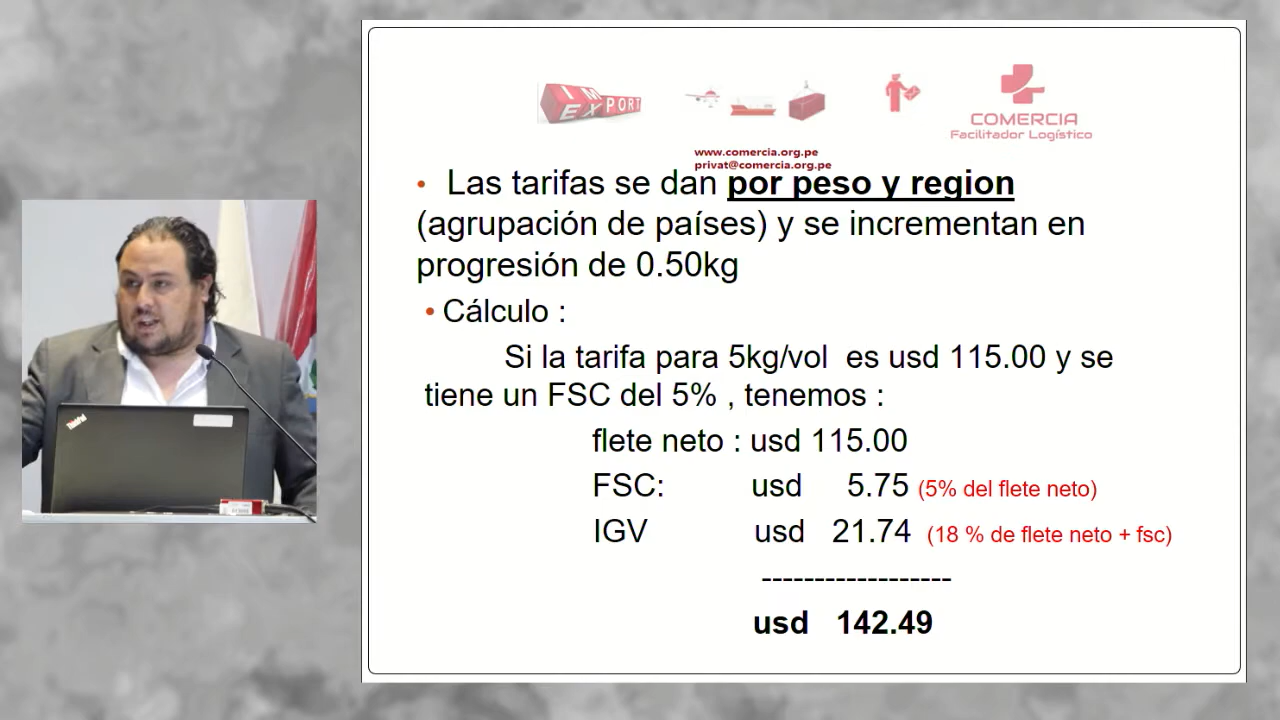 IM
EXPORT
COMERCIA
Facilitador Logístico
www.comercia.org.pe
privat@comercia.org.pe
• Las tarifas se dan por peso y region
(agrupación de países) y se incrementan en
progresión de 0.50kg
• Cálculo :
Si la tarifa para 5kg/vol es usd 115.00 y se
tiene un FSC del 5% , tenemos :
flete neto : usd 115.00
FSC: usd 5.75 (5% del flete neto)
IGV usd 21.74 (18 % de flete neto + fsc)
------------------
usd 142.49
ThinkPad